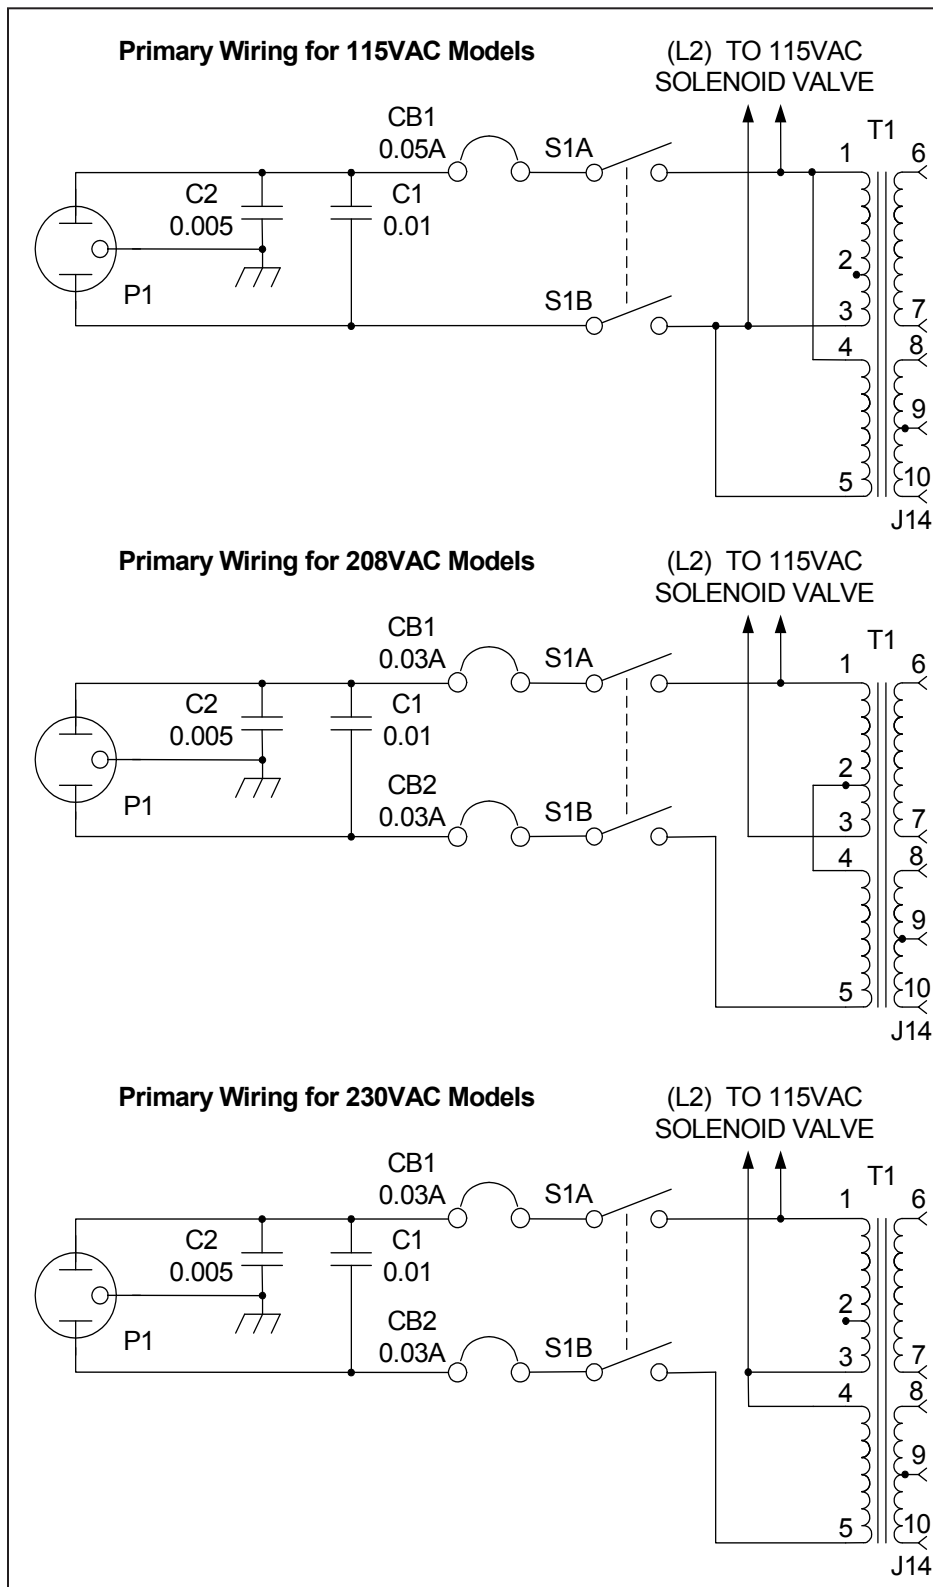 Primary Wiring for 115VAC Models
(L2) TO 115VAC
SOLENOID VALVE
CB1
0.05A
S1A
T1
1
6
C2
0.005
C1
0.01
2
P1
S1B
3
7
4
8
9
5
10
J14
Primary Wiring for 208VAC Models
(L2) TO 115VAC
SOLENOID VALVE
CB1
0.03A
S1A
T1
1
6
C2
0.005
C1
0.01
2
P1
CB2
0.03A
S1B
3
7
4
8
9
5
10
J14
Primary Wiring for 230VAC Models
(L2) TO 115VAC
SOLENOID VALVE
CB1
0.03A
S1A
T1
1
6
C2
0.005
C1
0.01
2
P1
CB2
0.03A
S1B
3
7
4
8
9
5
10
J14